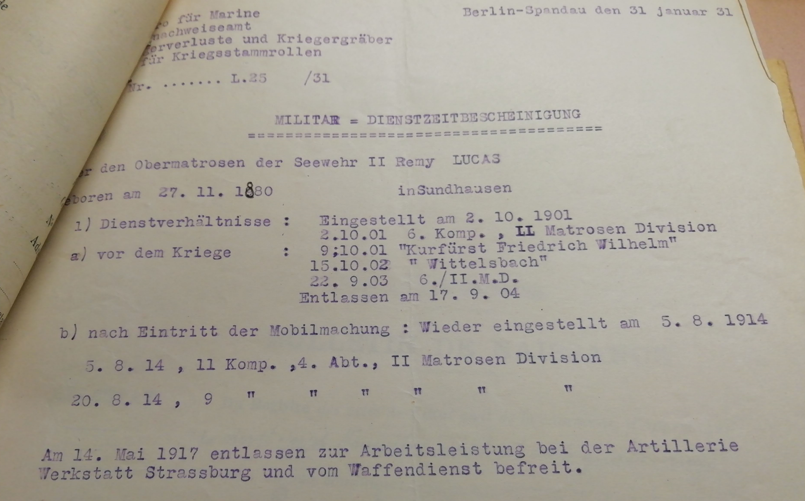 für Marine
Berlin-Spandau den 31 januar 31
nachweiseamt
erverluste und Kriegergräber
für Kriegsstammrollen
Nr. ....... L.25 /31
MILITAR = DIENSTZEITBESCHEINIGUNG
====================================
den Obermatrosen der Seewehr II Remy LUCAS
eboren am 27. 11. 1880 inSundhausen
1) Dienstverhältnisse : Eingestellt am 2. 10. 1901
2.10.01 6. Komp. , II Matrosen Division
a) vor dem Kriege : 9;10.01 "Kurfürst Friedrich Wilhelm"
15.10.02 " Wittelsbach"
22. 9.03 6./II.M.D.
Entlassen am 17. 9. 04
b) nach Eintritt der Mobilmachung : Wieder eingestellt am 5. 8. 1914
5. 8. 14 , 11 Komp. ,4. Abt., II Matrosen Division
20. 8. 14 , 9 " " " " " "
Am 14. Mai 1917 entlassen zur Arbeitsleistung bei der Artillerie
Werkstatt Strassburg und vom Waffendienst befreit.